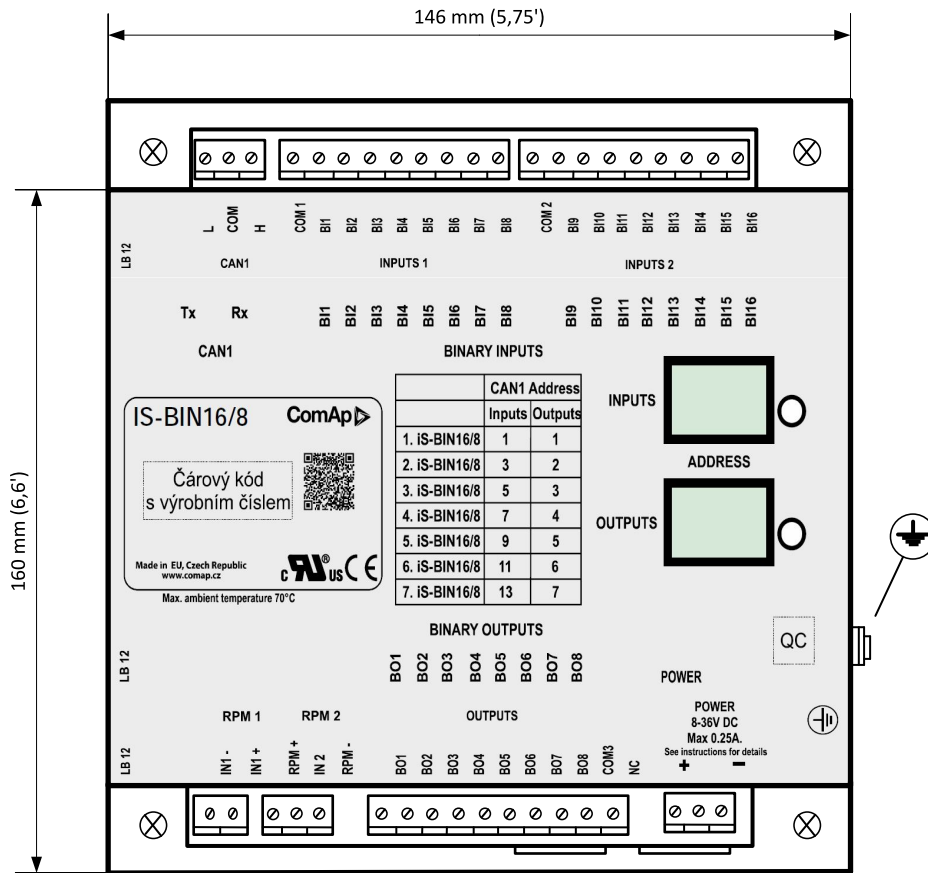 146 mm (5,75')
160 mm (6,6')
LB 12
L COM H
COM 1 BI1 BI2 BI3 BI4 BI5 BI6 BI7 BI8
COM 2 BI9 BI10 BI11 BI12 BI13 BI14 BI15 BI16
CAN1
INPUTS 1
INPUTS 2
Tx Rx
BI1 BI2 BI3 BI4 BI5 BI6 BI7 BI8
BI9 BI10 BI11 BI12 BI13 BI14 BI15 BI16
CAN1
BINARY INPUTS
CAN1 Address
Inputs Outputs
1. iS-BIN16/8 1 1
2. iS-BIN16/8 3 2
3. iS-BIN16/8 5 3
4. iS-BIN16/8 7 4
5. iS-BIN16/8 9 5
6. iS-BIN16/8 11 6
7. iS-BIN16/8 13 7
INPUTS
ADDRESS
OUTPUTS
IS-BIN16/8
ComAp
Čárový kód
s výrobním číslem
Made in EU, Czech Republic
www.comap.cz
C RU ® US CE
Max. ambient temperature 70°C
BINARY OUTPUTS
LB 12
BO1 BO2 BO3 BO4 BO5 BO6 BO7 BO8
QC
POWER
RPM 1
RPM 2
OUTPUTS
POWER
8-36V DC
Max 0.25A.
See instructions for details
+ −
LB 12
IN1 - IN1 +
RPM + IN 2 RPM -
BO1 BO2 BO3 BO4 BO5 BO6 BO7 BO8 COM3 NC